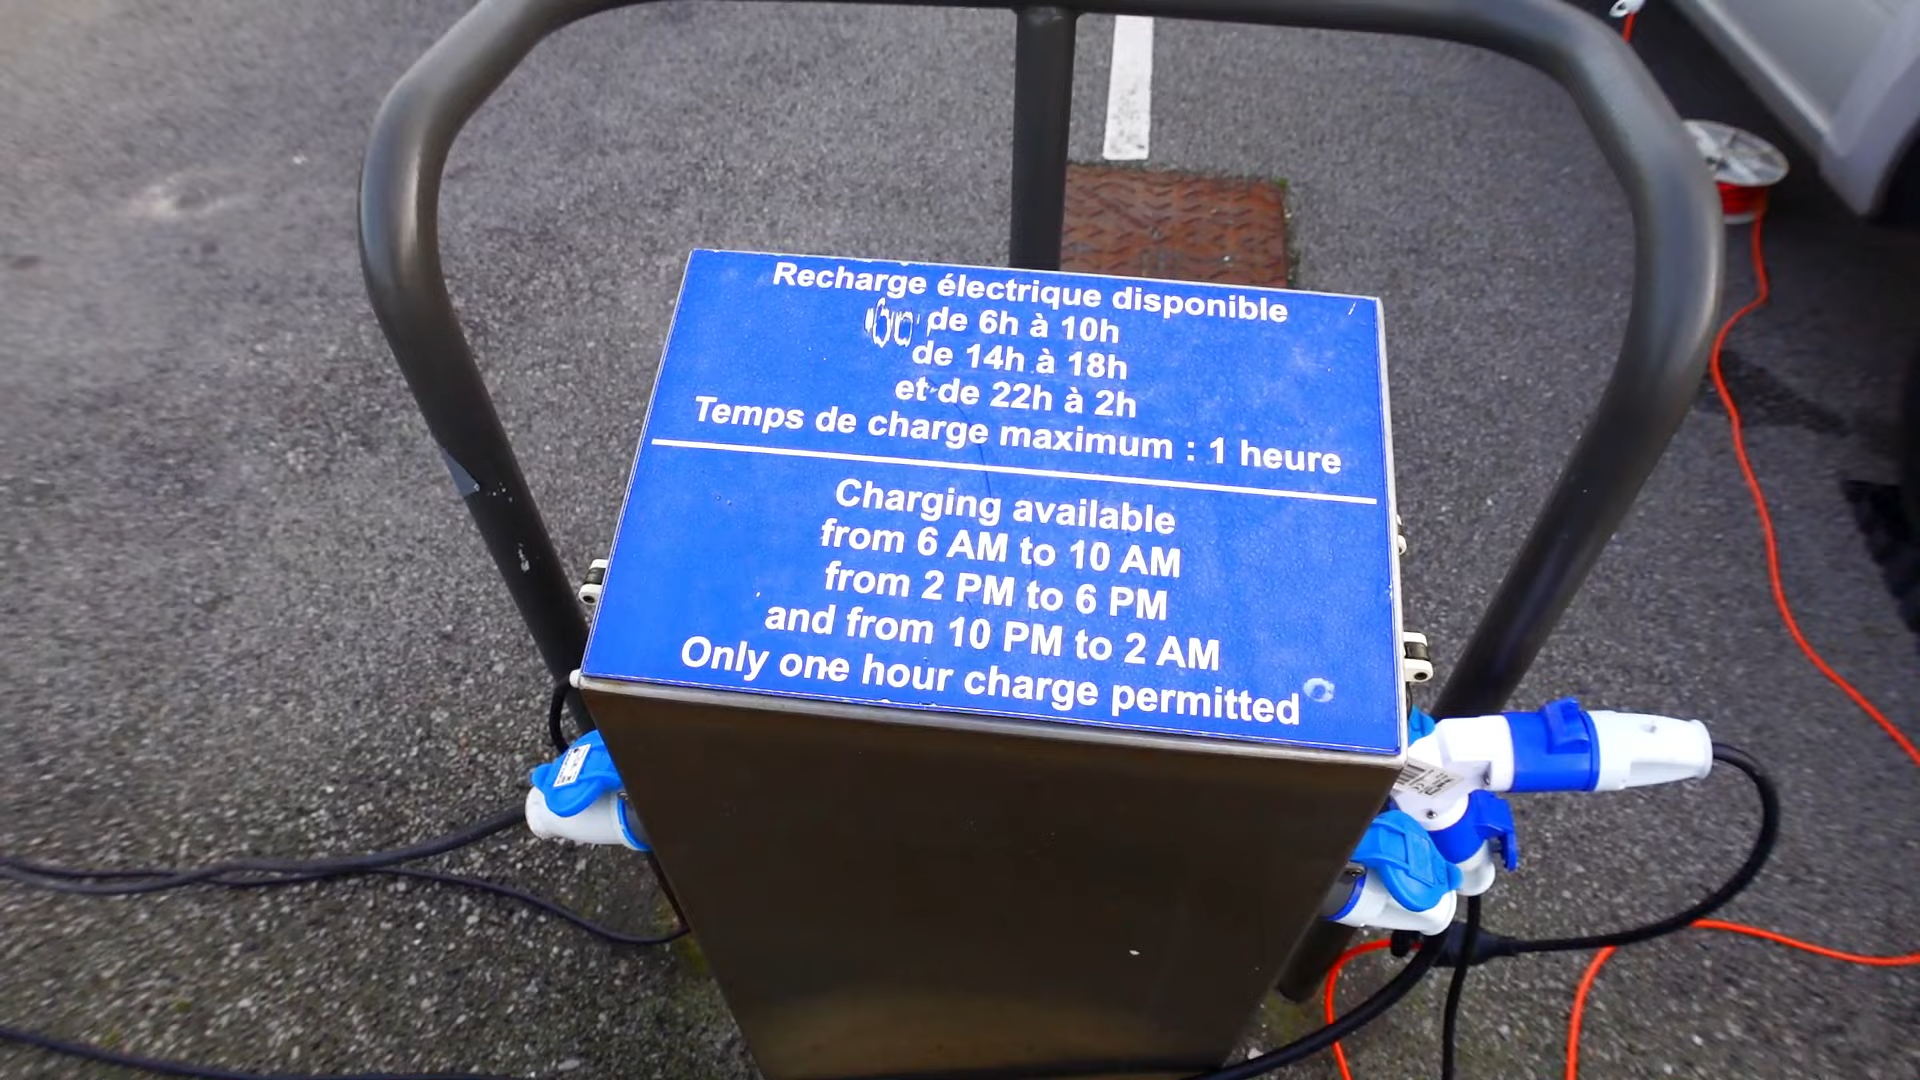 Recharge électrique disponible
de 6h à 10h
de 14h à 18h
et de 22h à 2h
Temps de charge maximum : 1 heure
Charging available
from 6 AM to 10 AM
from 2 PM to 6 PM
and from 10 PM to 2 AM
Only one hour charge permitted